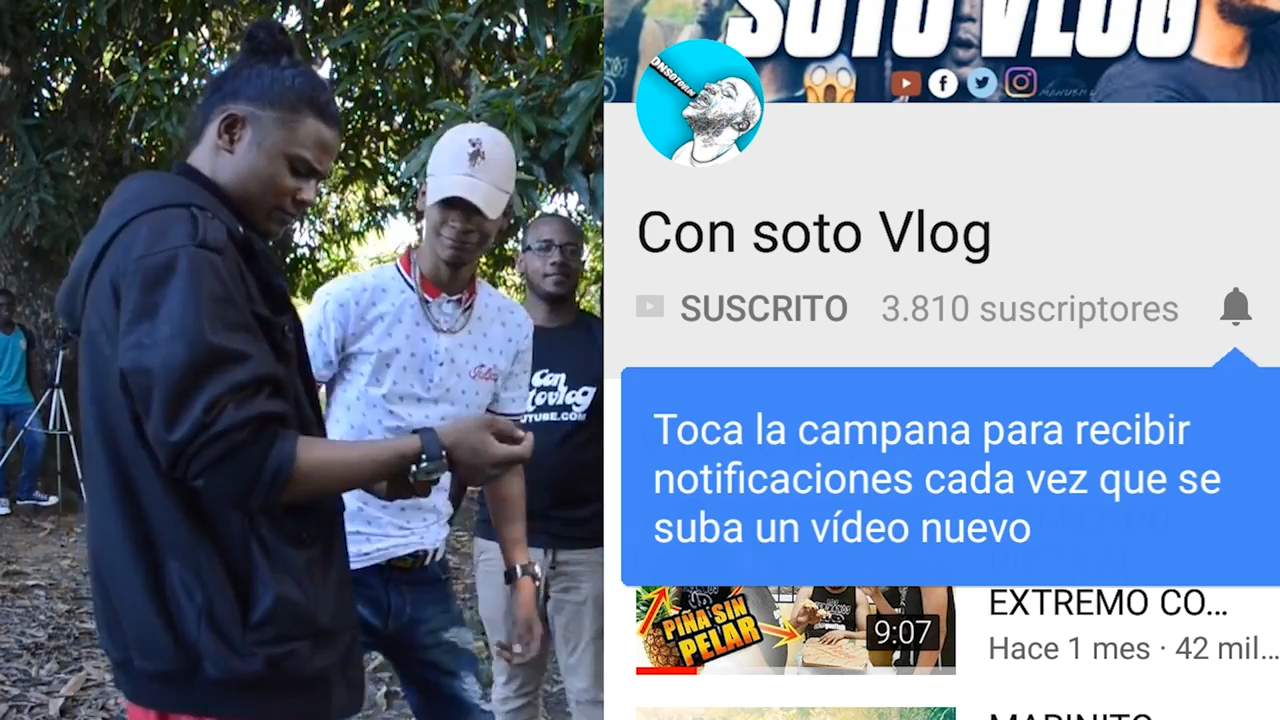 SOTO VLOG
Con soto Vlog
SUSCRITO 3.810 suscriptores
Toca la campana para recibir
notificaciones cada vez que se
suba un vídeo nuevo
PIÑA SIN
PELAR
9:07
EXTREMO CO...
Hace 1 mes · 42 mil...
Con
UTUBE.COM